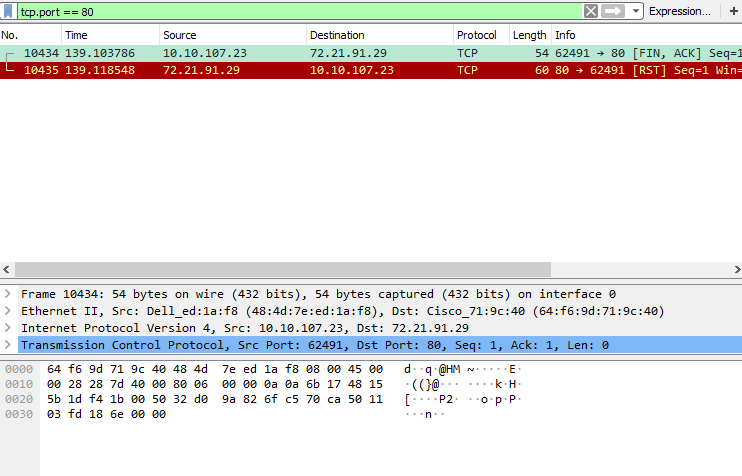 tcp.port == 80 Expression... +
No. Time Source Destination Protocol Length Info
10434 139.103786 10.10.107.23 72.21.91.29 TCP 54 62491 → 80 [FIN, ACK] Seq=1
10435 139.118548 72.21.91.29 10.10.107.23 TCP 60 80 → 62491 [RST] Seq=1 Win=
Frame 10434: 54 bytes on wire (432 bits), 54 bytes captured (432 bits) on interface 0
Ethernet II, Src: Dell_ed:1a:f8 (48:4d:7e:ed:1a:f8), Dst: Cisco_71:9c:40 (64:f6:9d:71:9c:40)
Internet Protocol Version 4, Src: 10.10.107.23, Dst: 72.21.91.29
Transmission Control Protocol, Src Port: 62491, Dst Port: 80, Seq: 1, Ack: 1, Len: 0
0000 64 f6 9d 71 9c 40 48 4d 7e ed 1a f8 08 00 45 00 d··q·@HM ~·····E·
0010 00 28 28 7d 40 00 80 06 00 00 0a 0a 6b 17 48 15 ·((}@··· ····k·H·
0020 5b 1d f4 1b 00 50 32 d0 9a 82 6f c5 70 ca 50 11 [····P2· ··o·p·P·
0030 03 fd 18 6e 00 00 ···n··